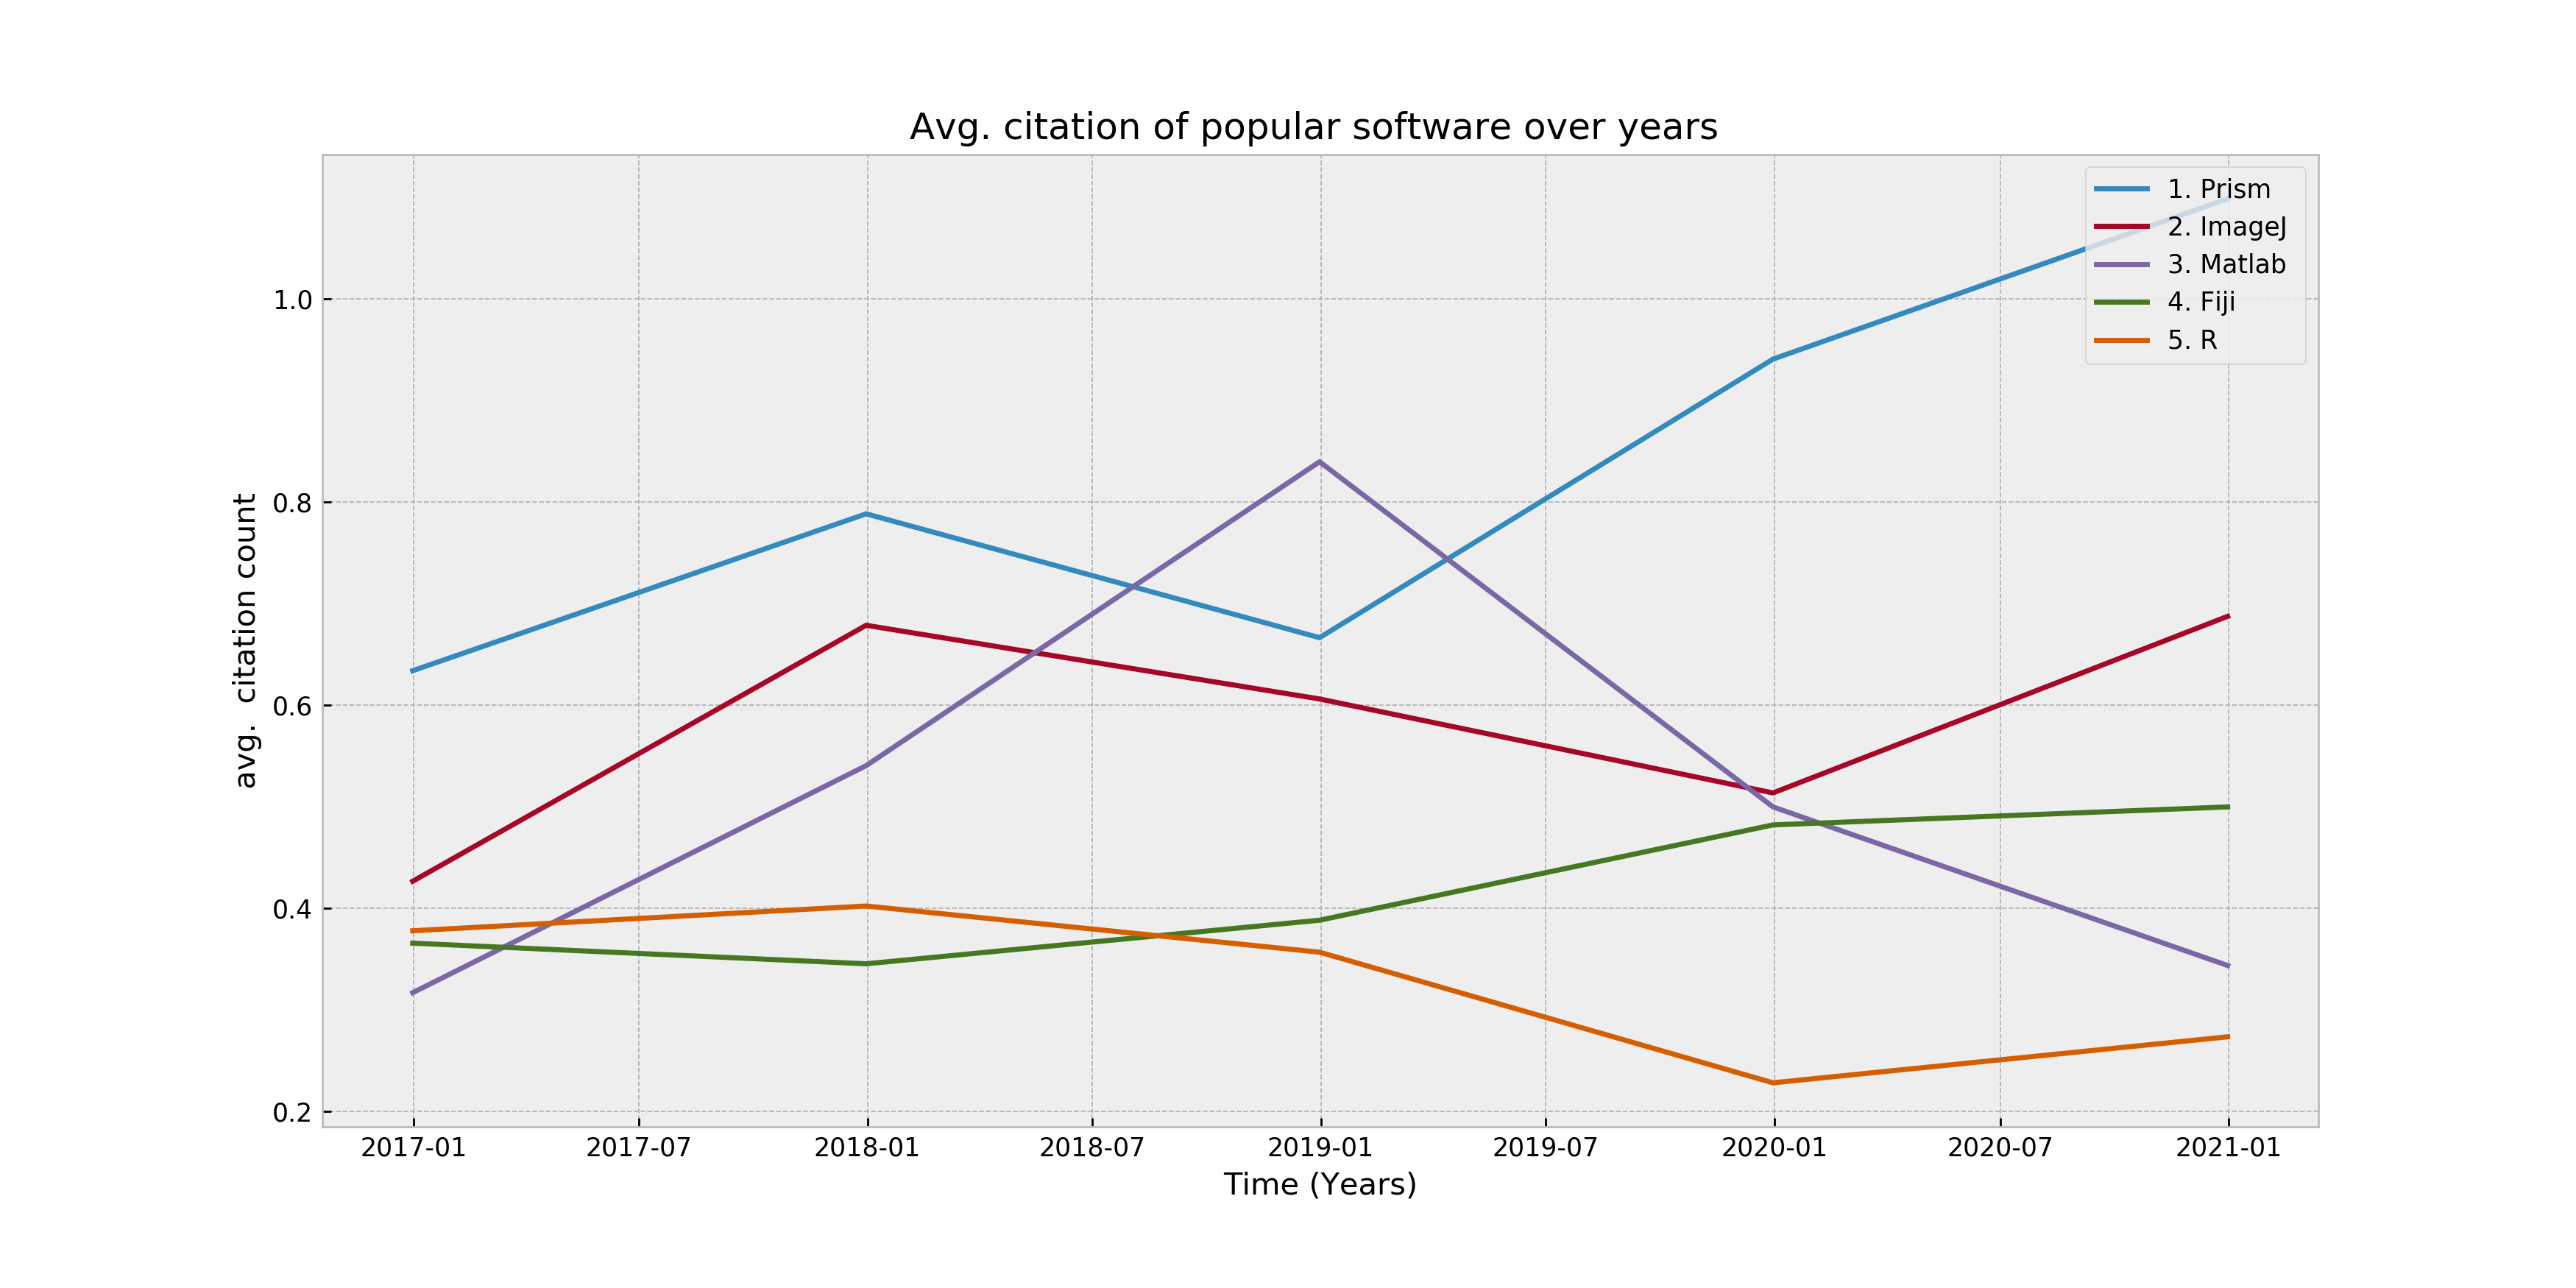 Avg. citation of popular software over years
1. Prism
2. ImageJ
3. Matlab
4. Fiji
5. R
avg.  citation count
1.0
0.8
0.6
0.4
0.2
2017-01 2017-07 2018-01 2018-07 2019-01 2019-07 2020-01 2020-07 2021-01
Time (Years)